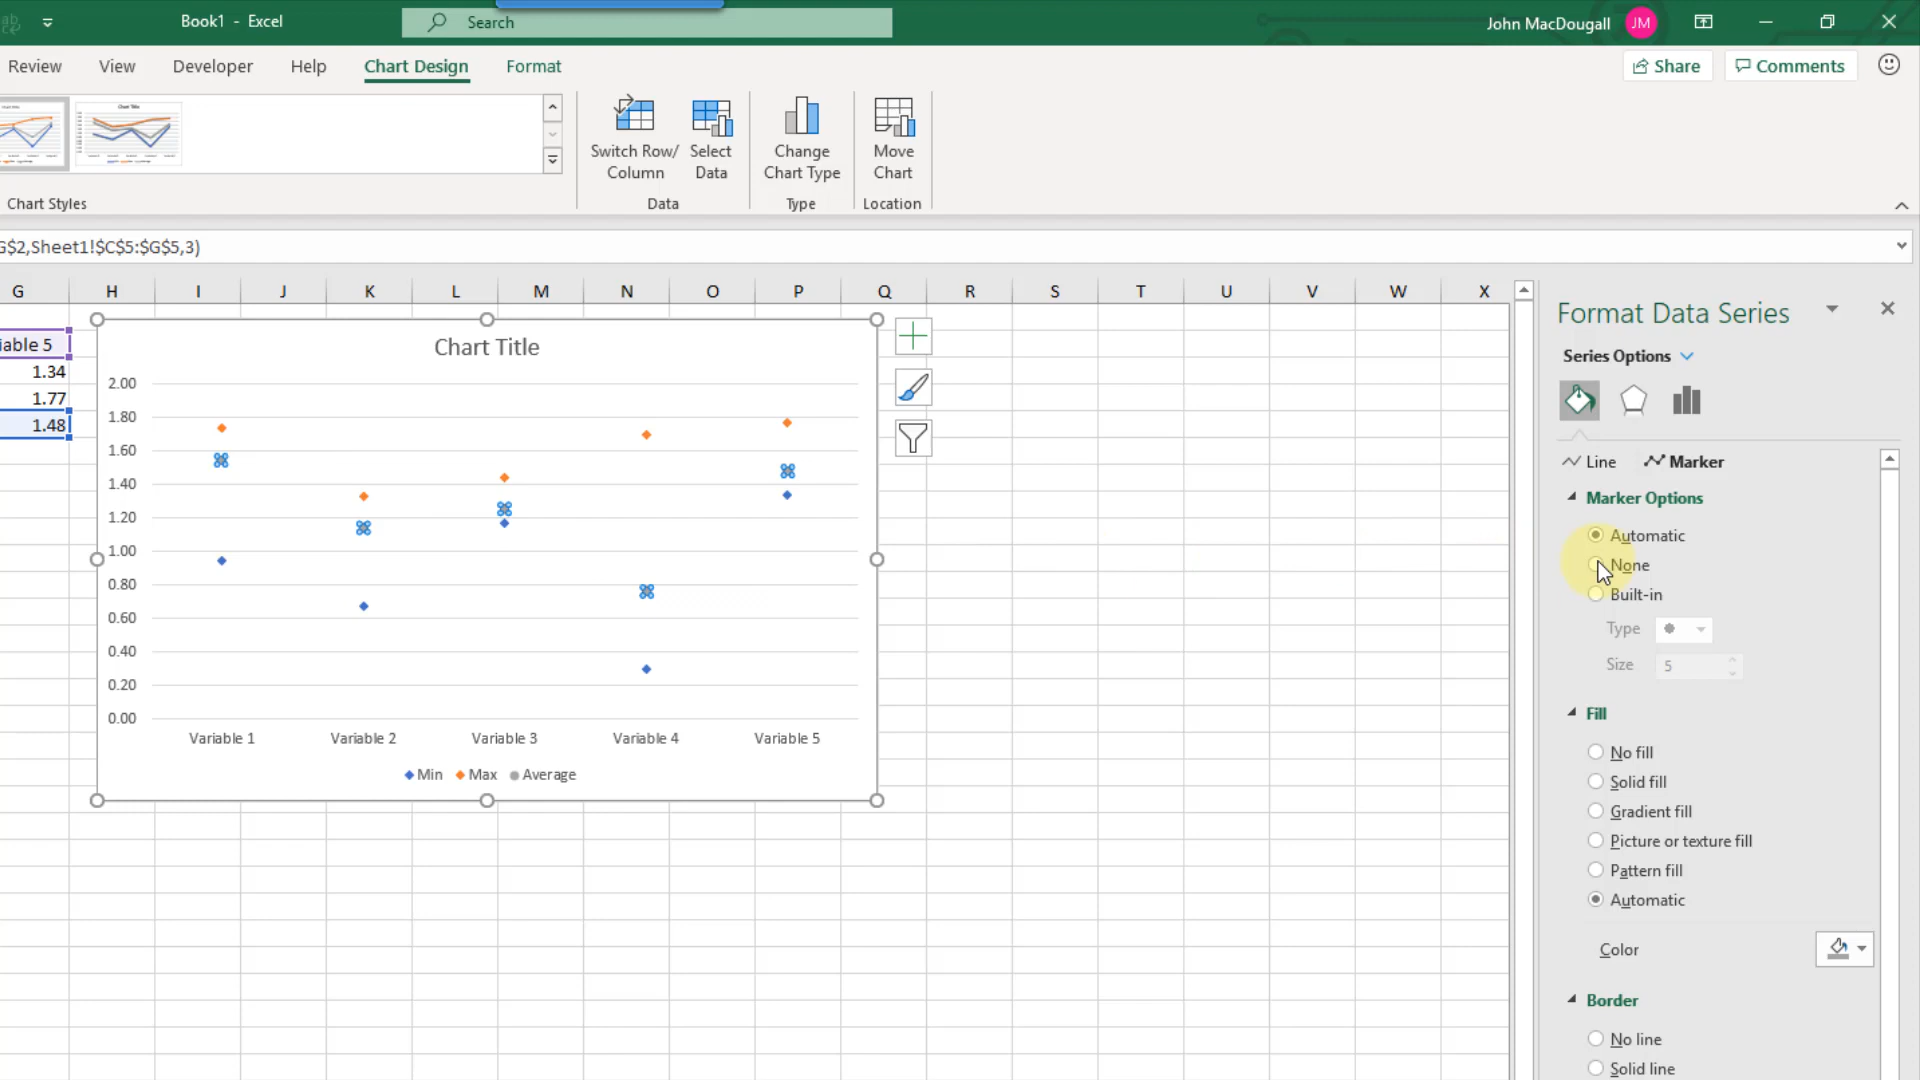 Book1 - Excel
Search
John MacDougall
JM
Review
View
Developer
Help
Chart Design
Format
Share
Comments
Switch Row/
Column
Select
Data
Change
Chart Type
Move
Chart
Chart Styles
Data
Type
Location
G$2,Sheet1!$C$5:$G$5,3)
G H I J K L M N O P Q R S T U V W X
iable 5
1.34
1.77
1.48
Chart Title
2.00
1.80
1.60
1.40
1.20
1.00
0.80
0.60
0.40
0.20
0.00
Variable 1 Variable 2 Variable 3 Variable 4 Variable 5
Min Max Average
Format Data Series
Series Options
Line
Marker
Marker Options
Automatic
None
Built-in
Type
Size 5
Fill
No fill
Solid fill
Gradient fill
Picture or texture fill
Pattern fill
Automatic
Color
Border
No line
Solid line